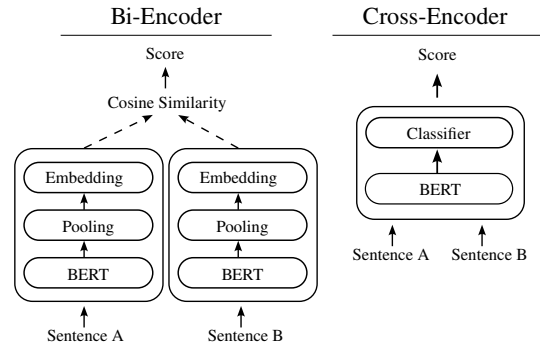 Bi-Encoder
Score
Cosine Similarity
Embedding
Pooling
BERT
Sentence A
Embedding
Pooling
BERT
Sentence B
Cross-Encoder
Score
Classifier
BERT
Sentence A
Sentence B